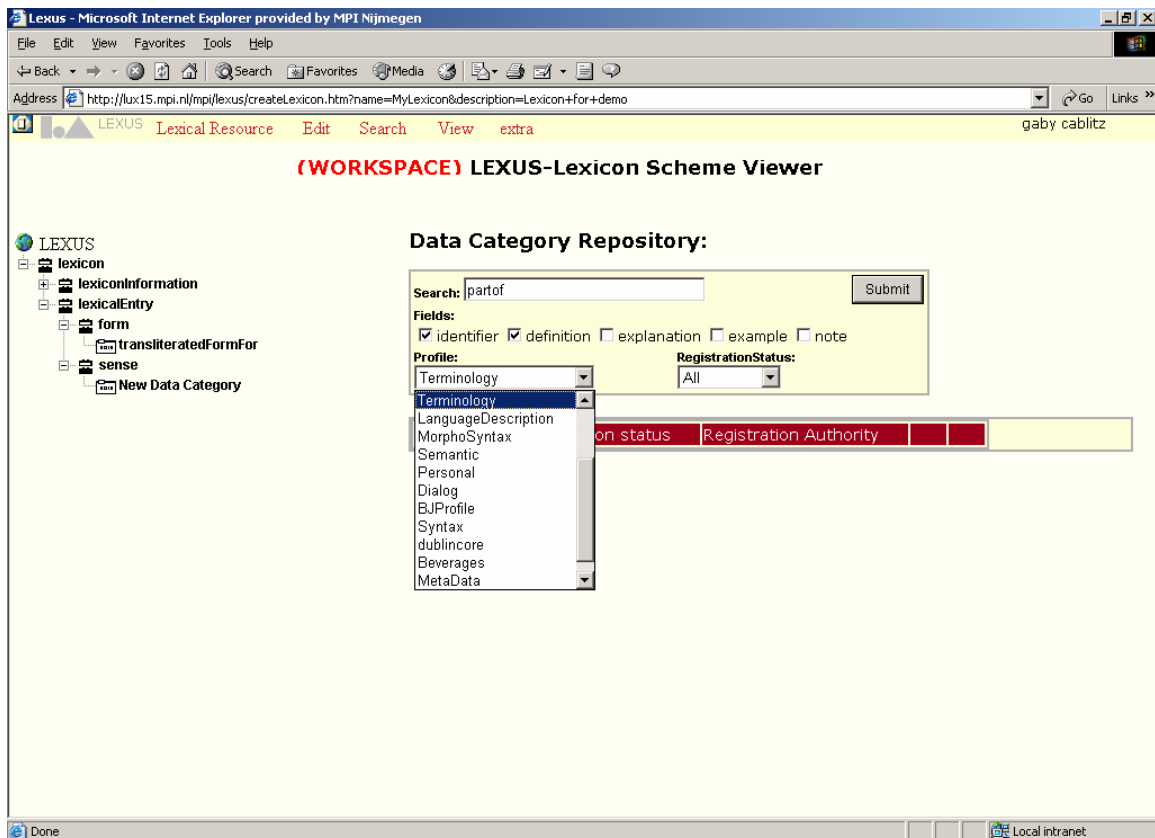 Lexus - Microsoft Internet Explorer provided by MPI Nijmegen
File Edit View Favorites Tools Help
Back Search Favorites Media
Address http://lux15.mpi.nl/mpi/lexus/createLexicon.htm?name=MyLexicon&description=Lexicon+for+demo Go Links »
LEXUS Lexical Resource Edit Search View extra gaby cablitz
(WORKSPACE) LEXUS-Lexicon Scheme Viewer
LEXUS
lexicon
lexiconInformation
lexicalEntry
form
transliteratedFormFor
sense
New Data Category
Data Category Repository:
Search: partof Submit
Fields:
identifier definition explanation example note
Profile: RegistrationStatus:
Terminology All
Terminology
LanguageDescription
MorphoSyntax
on status Registration Authority
Semantic
Personal
Dialog
BJProfile
Syntax
dublincore
Beverages
MetaData
Done Local intranet